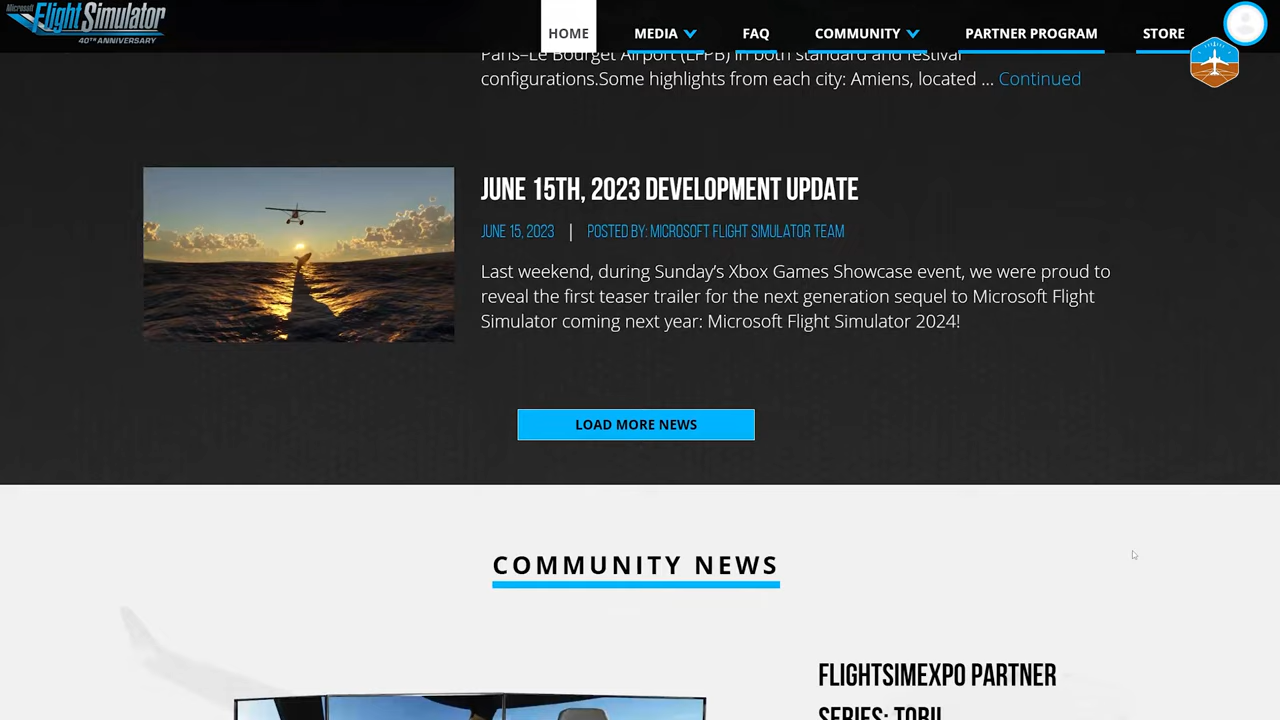 Microsoft
Flight Simulator
40TH ANNIVERSARY
HOME
MEDIA
FAQ
COMMUNITY
PARTNER PROGRAM
STORE
Paris–Le Bourget Airport (LFPB) in both standard and festival
configurations.Some highlights from each city: Amiens, located ... Continued
JUNE 15TH, 2023 DEVELOPMENT UPDATE
JUNE 15, 2023 | POSTED BY: MICROSOFT FLIGHT SIMULATOR TEAM
Last weekend, during Sunday’s Xbox Games Showcase event, we were proud to
reveal the first teaser trailer for the next generation sequel to Microsoft Flight
Simulator coming next year: Microsoft Flight Simulator 2024!
LOAD MORE NEWS
COMMUNITY NEWS
FLIGHTSIMEXPO PARTNER
SERIES: TOBII